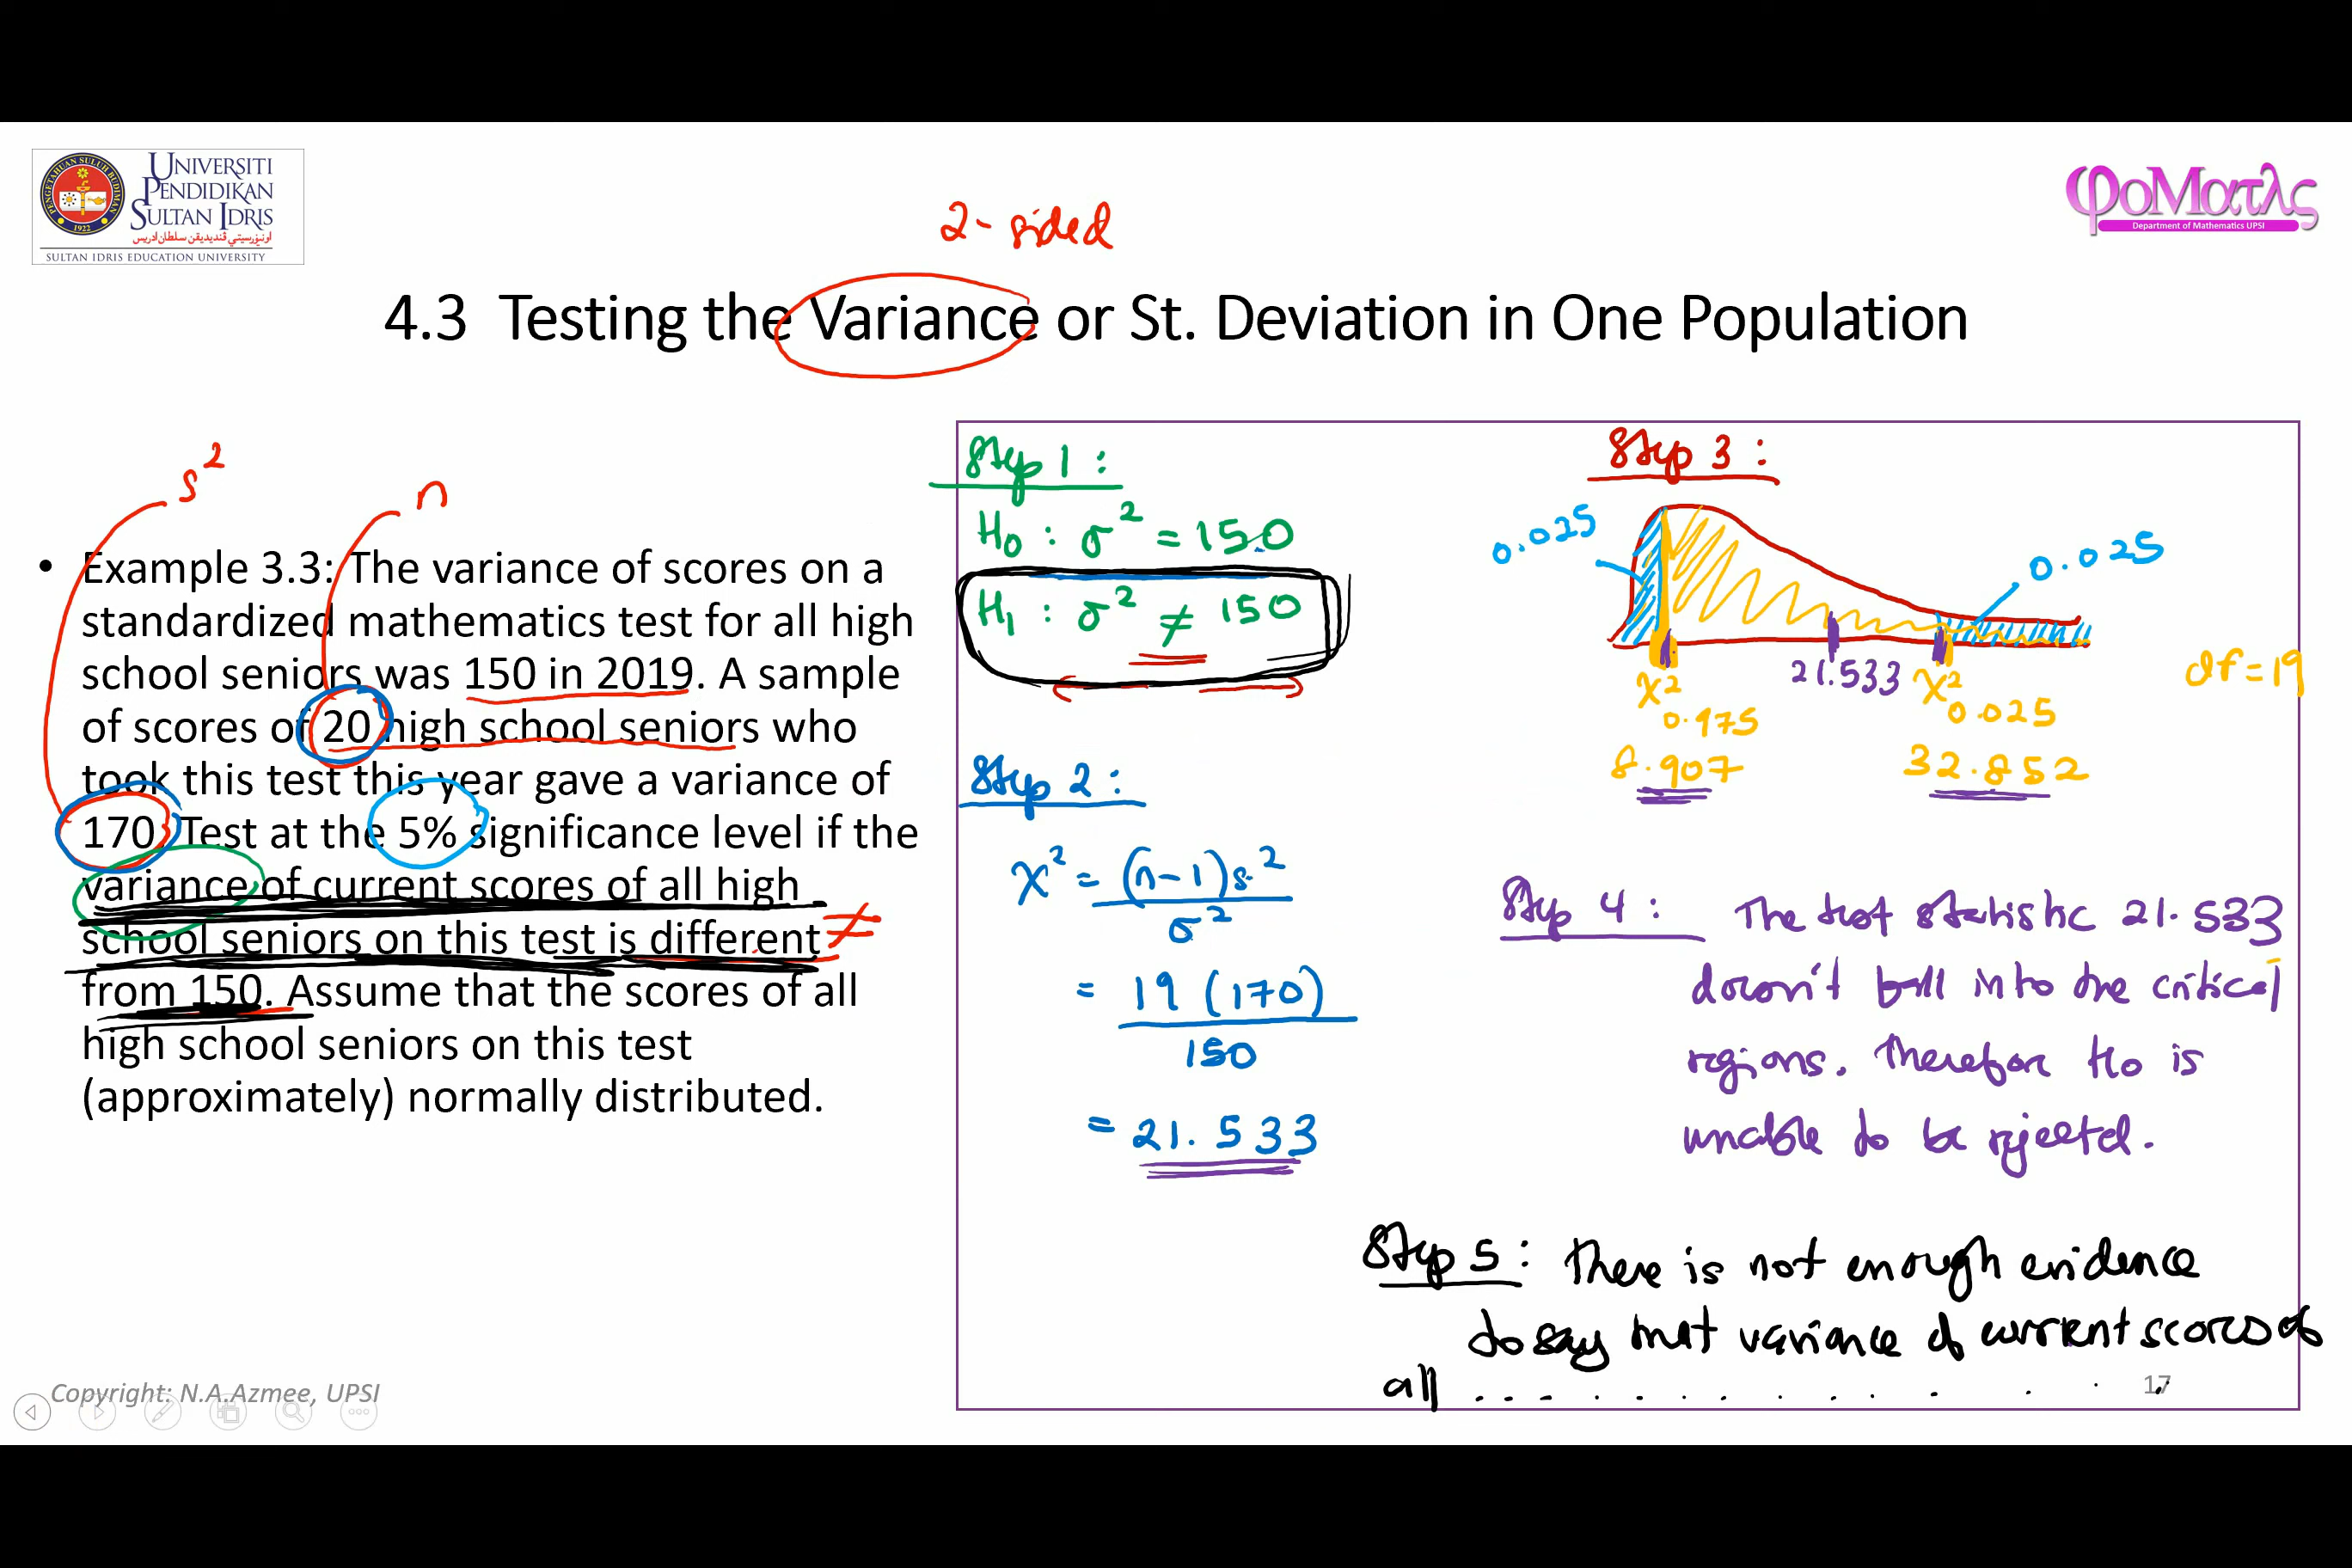 UNIVERSITI
PENDIDIKAN
SULTAN IDRIS
اونيۏرسيتي ڤنديديقن سلطان ادريس
SULTAN IDRIS EDUCATION UNIVERSITY
1922
φοΜατλς
Department of Mathematics UPSI
2-sided
4.3 Testing the Variance or St. Deviation in One Population
s²
n
• Example 3.3: The variance of scores on a
standardized mathematics test for all high
school seniors was 150 in 2019. A sample
of scores of 20 high school seniors who
took this test this year gave a variance of
170. Test at the 5% significance level if the
variance of current scores of all high
school seniors on this test is different ≠
from 150. Assume that the scores of all
high school seniors on this test
(approximately) normally distributed.
Step 1:
H₀ : σ² = 150
H₁ : σ² ≠ 150
Step 2:
χ² = (n-1)s²
σ²
= 19 (170)
150
= 21.533
Step 3:
0.025
0.025
21.533
df = 19
χ²0.975
χ²0.025
8.907
32.852
Step 4: The test statistic 21.533
doesn't fall into the critical
regions. Therefore H₀ is
unable to be rejected.
Step 5: There is not enough evidence
to say that variance of current scores of
all ..............
Copyright: N.A.Azmee, UPSI
17